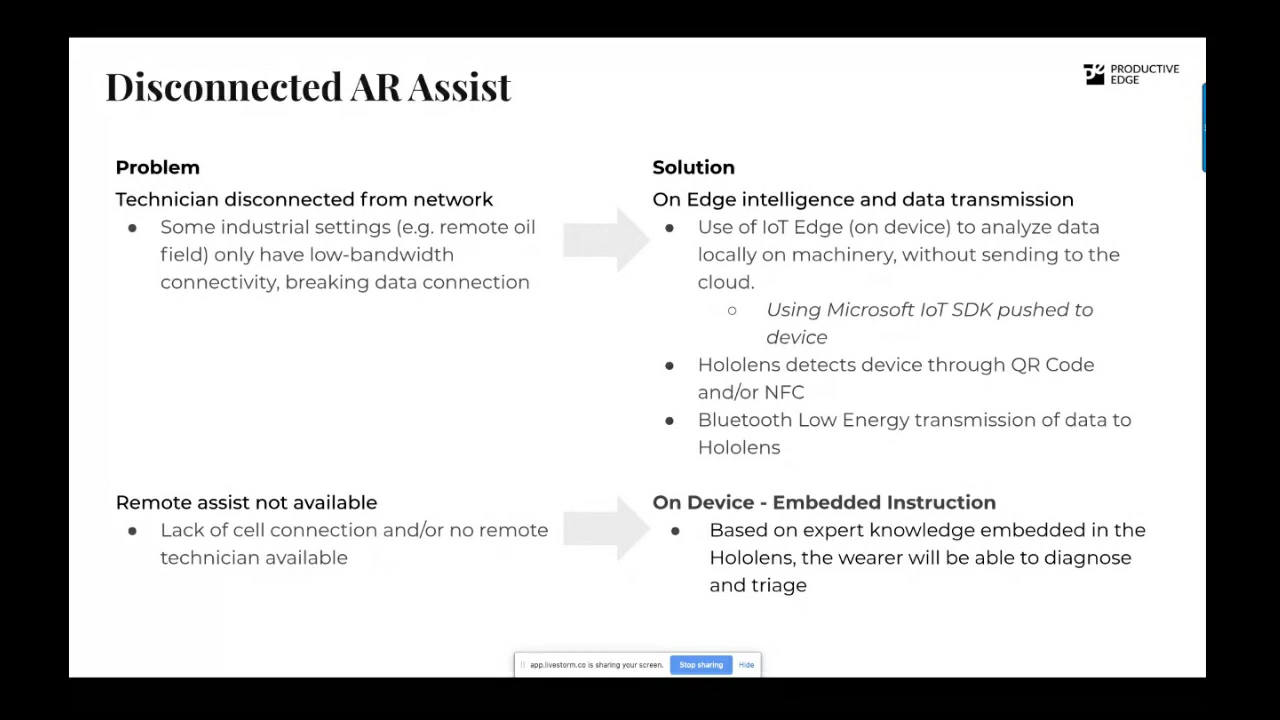 Disconnected AR Assist
PRODUCTIVE
EDGE
Problem
Technician disconnected from network
● Some industrial settings (e.g. remote oil
field) only have low-bandwidth
connectivity, breaking data connection
Remote assist not available
● Lack of cell connection and/or no remote
technician available
Solution
On Edge intelligence and data transmission
● Use of IoT Edge (on device) to analyze data
locally on machinery, without sending to the
cloud.
○ Using Microsoft IoT SDK pushed to
device
● Hololens detects device through QR Code
and/or NFC
● Bluetooth Low Energy transmission of data to
Hololens
On Device - Embedded Instruction
● Based on expert knowledge embedded in the
Hololens, the wearer will be able to diagnose
and triage
app.livestorm.co is sharing your screen.
Stop sharing
Hide